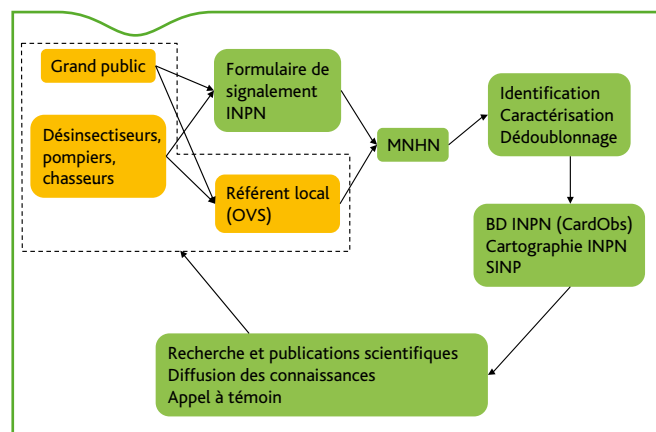 Grand public
Désinsectiseurs,
pompiers,
chasseurs
Formulaire de
signalement
INPN
Référent local
(OVS)
MNHN
Identification
Caractérisation
Dédoublonnage
BD INPN (CardObs)
Cartographie INPN
SINP
Recherche et publications scientifiques
Diffusion des connaissances
Appel à témoin